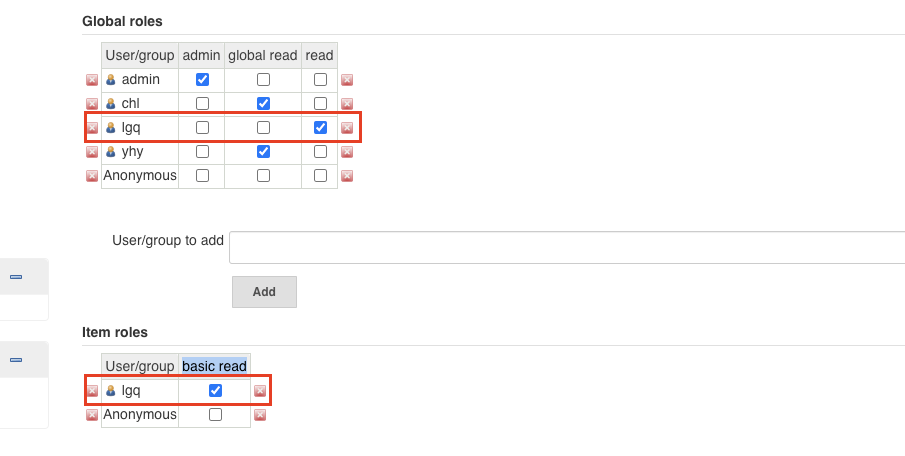 Global roles
User/group admin global read read
admin
chl
lgq
yhy
Anonymous
User/group to add
Add
Item roles
User/group basic read
lgq
Anonymous